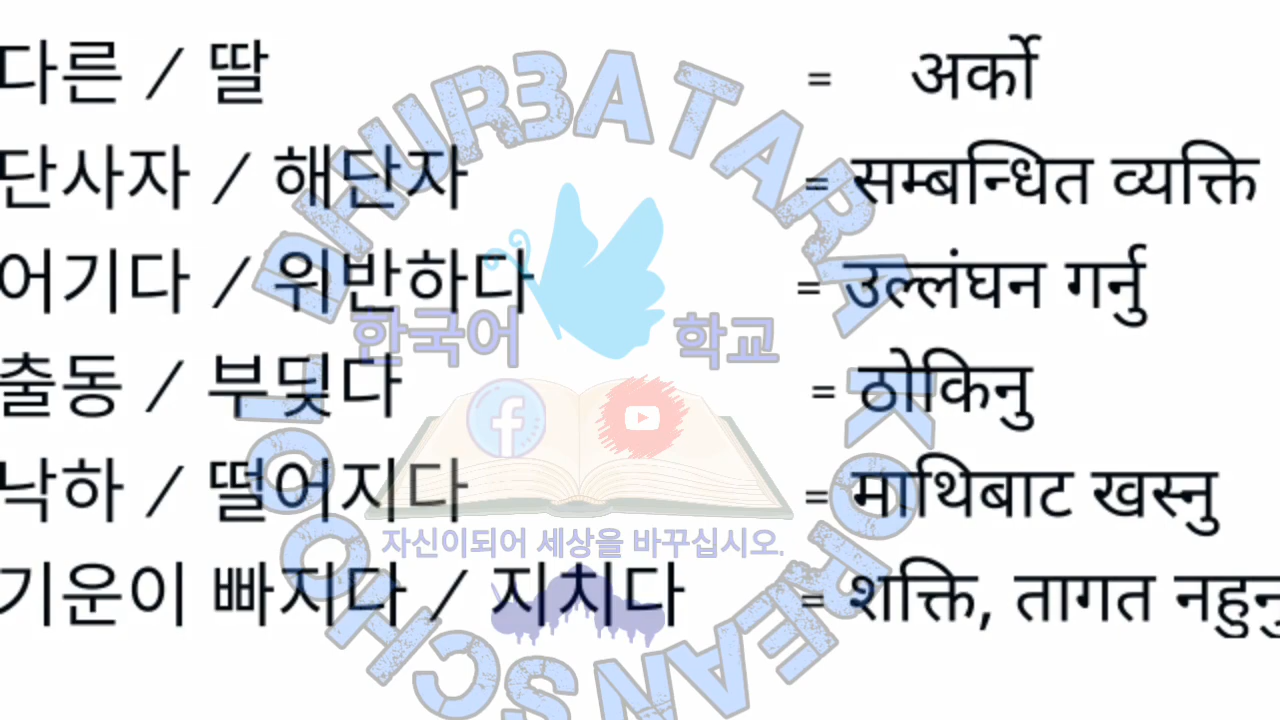 다른 / 딸 = अर्को
단사자 / 해단자 = सम्बन्धित व्यक्ति
어기다 / 위반하다 = उल्लंघन गर्नु
출동 / 부딪다 = ठोकिनु
낙하 / 떨어지다 = माथिबाट खस्नु
기운이 빠지다 / 지치다 = शक्ति, तागत नहुनु
DHURBATARA
한국어 학교
자신이되어 세상을 바꾸십시오.
KOREAN SCHOOL